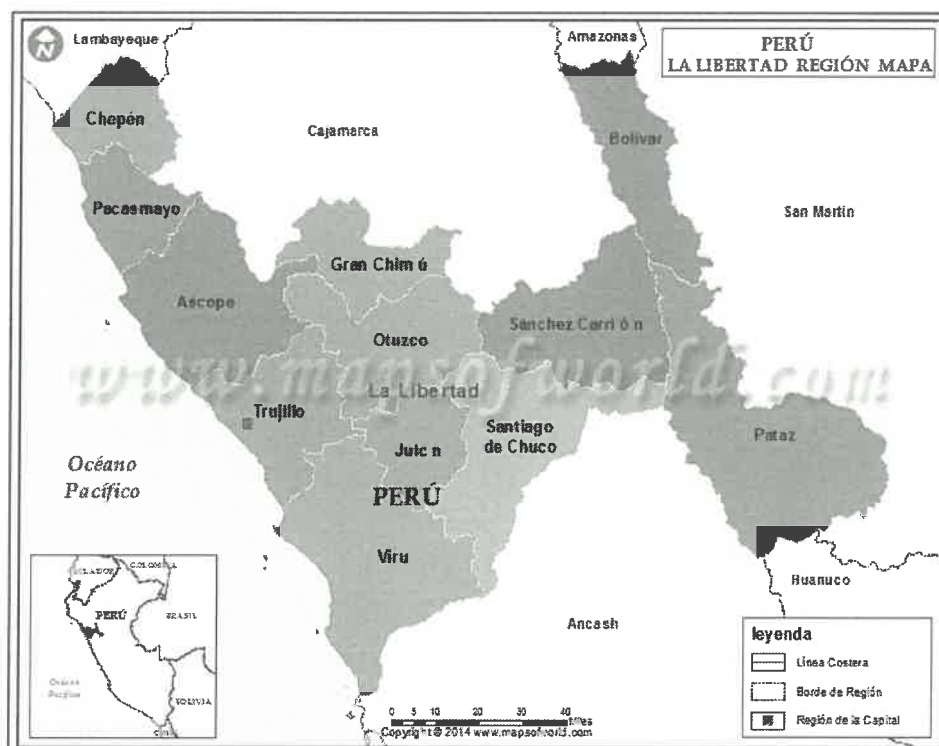 N
Lambayeque
Amazonas
PERÚ
LA LIBERTAD REGIÓN MAPA
Chepén
Cajamarca
Bolívar
Pacasmayo
San Martin
Gran Chim ú
Ascope
Sánchez Carri ó n
Otuzco
www.mapsofworld.com
La Libertad
Trujillo
Santiago
de Chuco
Julc n
Pataz
Océano
Pacífico
PERÚ
Viru
Huanuco
Ancash
COLOMBIA
PERÚ
BRASIL
Océano
Pacífico
BOLIVIA
leyenda
Línea Costera
Borde de Región
Región de la Capital
0 5 10 20 30 40
Miles
Copyright © 2014 www.mapsofworld.com